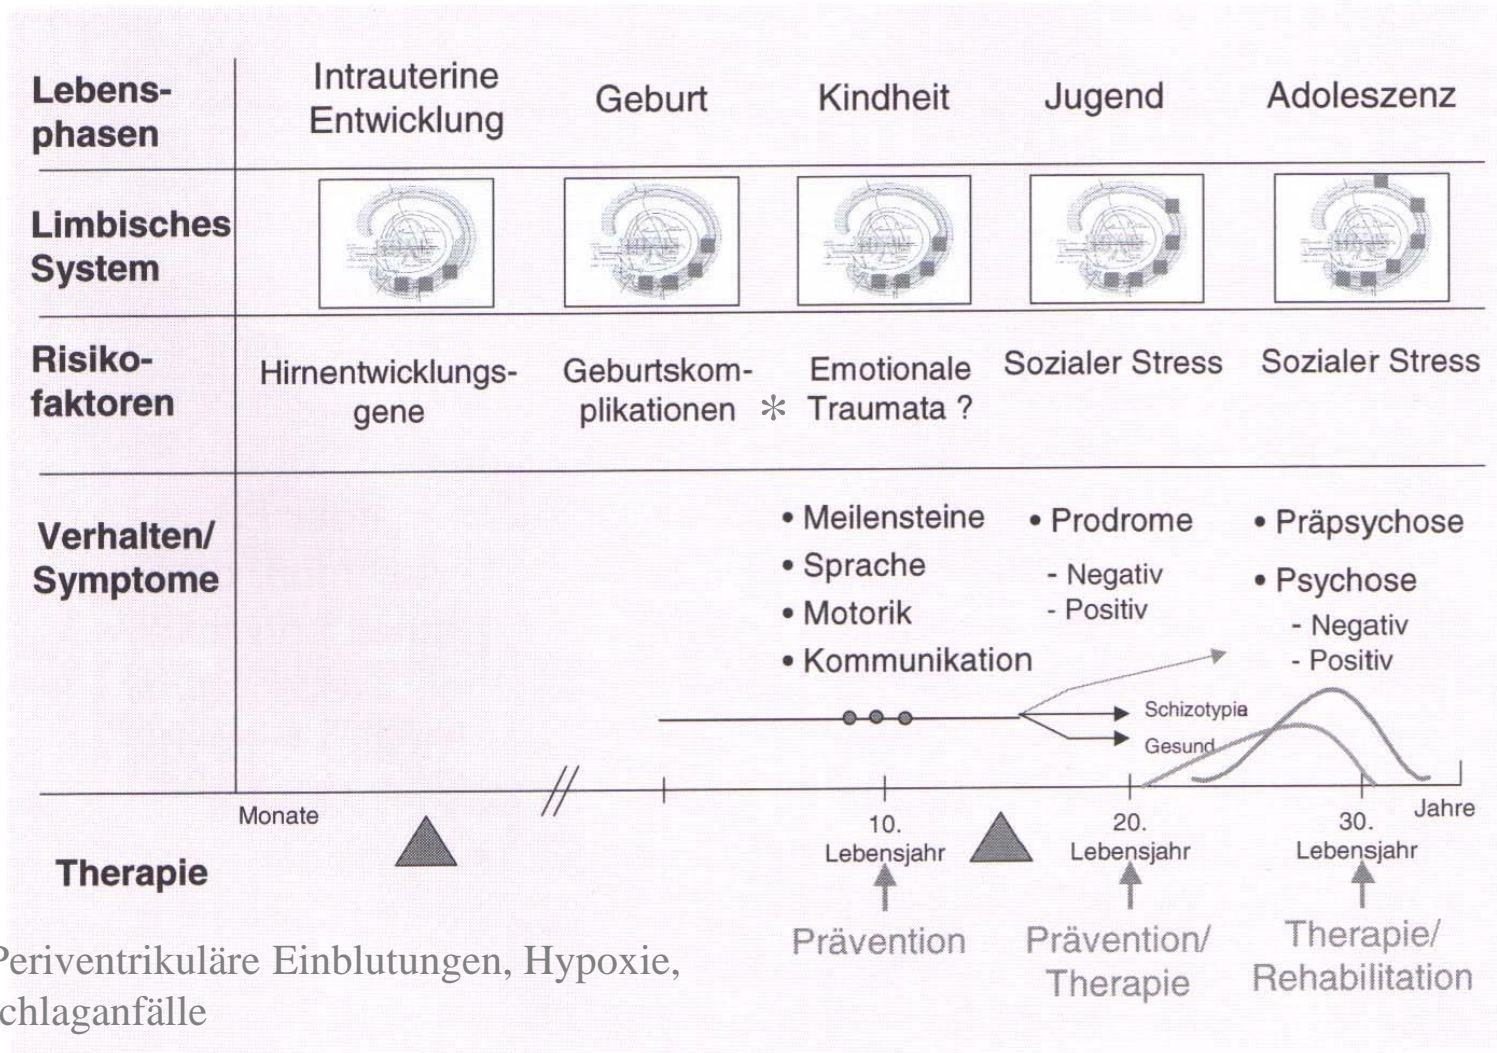 Lebens-
phasen
Intrauterine
Entwicklung
Geburt
Kindheit
Jugend
Adoleszenz
Limbisches
System
Risiko-
faktoren
Hirnentwicklungs-
gene
Geburtskom-
plikationen *
Emotionale
Traumata ?
Sozialer Stress
Sozialer Stress
Verhalten/
Symptome
• Meilensteine
• Sprache
• Motorik
• Kommunikation
• Prodrome
- Negativ
- Positiv
• Präpsychose
• Psychose
- Negativ
- Positiv
Schizotypia
Gesund
Monate
10.
Lebensjahr
20.
Lebensjahr
30.
Lebensjahr
Jahre
Therapie
Prävention
Prävention/
Therapie
Therapie/
Rehabilitation
Periventrikuläre Einblutungen, Hypoxie,
chlaganfälle